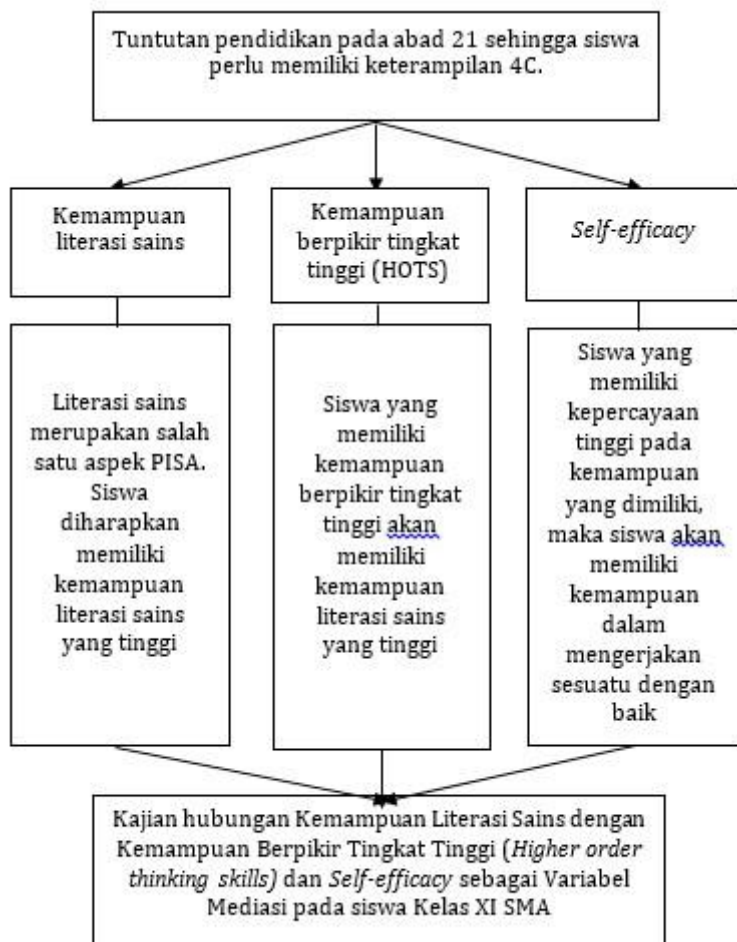 Tuntutan pendidikan pada abad 21 sehingga siswa
perlu memiliki keterampilan 4C.
Kemampuan
literasi sains
Kemampuan
berpikir tingkat
tinggi (HOTS)
Self-efficacy
Literasi sains
merupakan salah
satu aspek PISA.
Siswa
diharapkan
memiliki
kemampuan
literasi sains
yang tinggi
Siswa yang
memiliki
kemampuan
berpikir tingkat
tinggi akan
memiliki
kemampuan
literasi sains
yang tinggi
Siswa yang
memiliki
kepercayaan
tinggi pada
kemampuan
yang dimiliki,
maka siswa akan
memiliki
kemampuan
dalam
mengerjakan
sesuatu dengan
baik
Kajian hubungan Kemampuan Literasi Sains dengan
Kemampuan Berpikir Tingkat Tinggi (Higher order
thinking skills) dan Self-efficacy sebagai Variabel
Mediasi pada siswa Kelas XI SMA